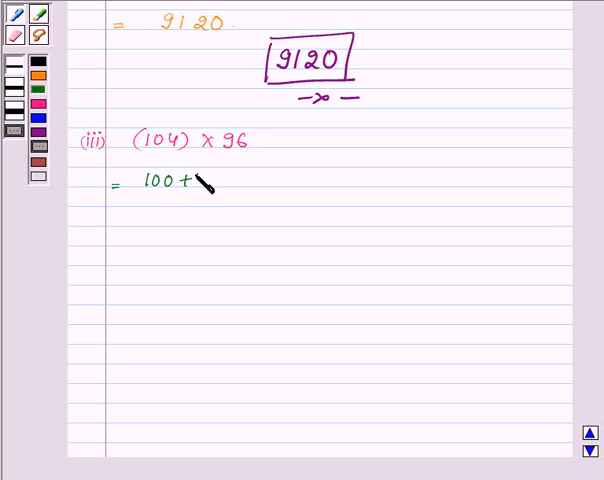 = 9120.
9120
(iii) (104) × 96
= 100 +